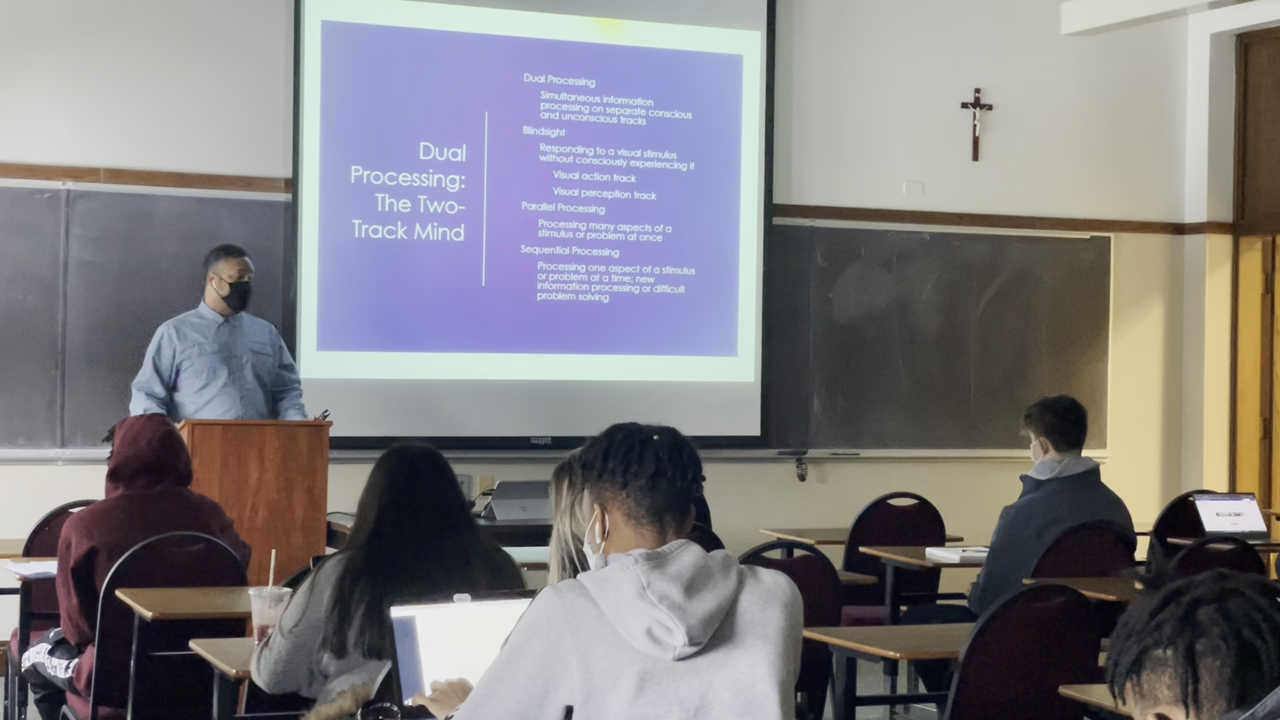 Dual
Processing:
The Two-
Track Mind
Dual Processing
Simultaneous information
processing on separate conscious
and unconscious tracks
Blindsight
Responding to a visual stimulus
without consciously experiencing it
Visual action track
Visual perception track
Parallel Processing
Processing many aspects of a
stimulus or problem at once
Sequential Processing
Processing one aspect of a stimulus
or problem at a time; new
information processing or difficult
problem solving